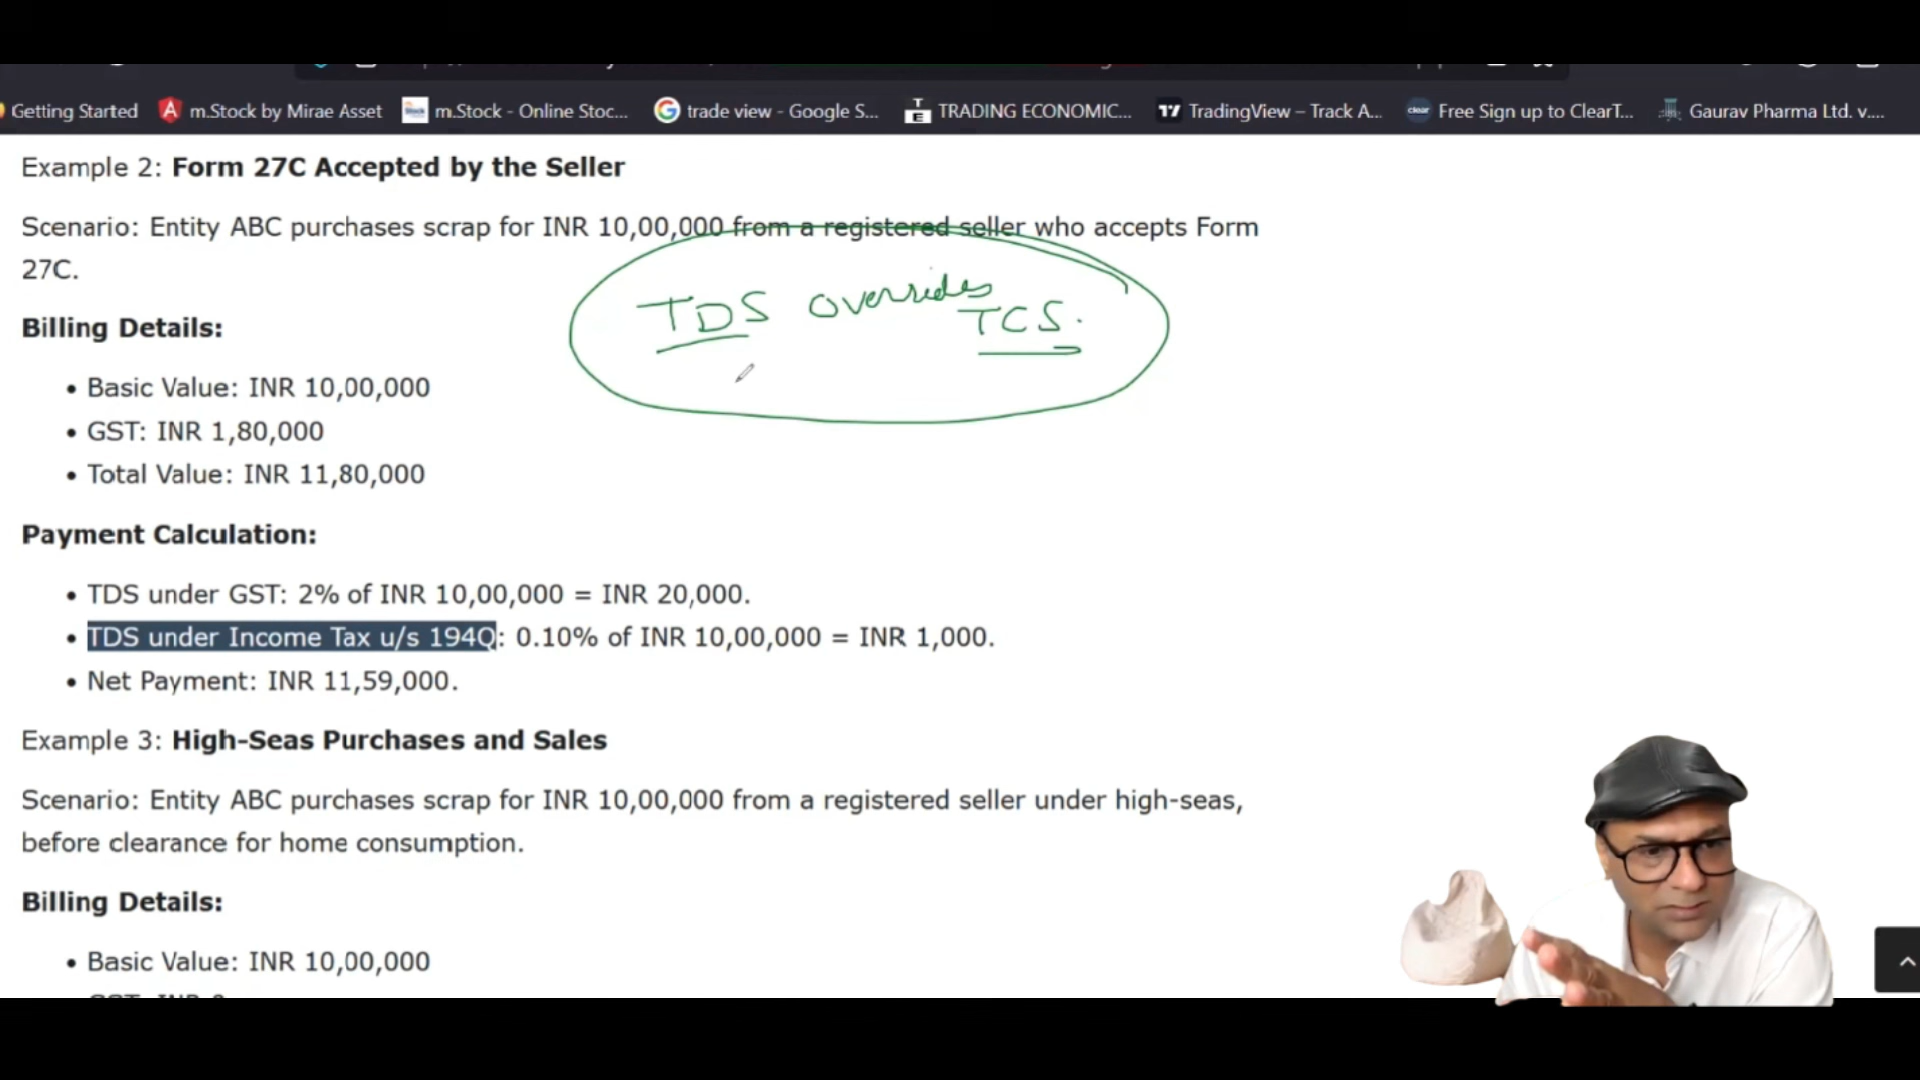 Getting Started m.Stock by Mirae Asset m.Stock - Online Stoc... trade view - Google S... TRADING ECONOMIC... TradingView – Track A... Free Sign up to ClearT... Gaurav Pharma Ltd. v....
Example 2: Form 27C Accepted by the Seller
Scenario: Entity ABC purchases scrap for INR 10,00,000 from a registered seller who accepts Form
27C.
TDS overrides TCS.
Billing Details:
• Basic Value: INR 10,00,000
• GST: INR 1,80,000
• Total Value: INR 11,80,000
Payment Calculation:
• TDS under GST: 2% of INR 10,00,000 = INR 20,000.
• TDS under Income Tax u/s 194Q: 0.10% of INR 10,00,000 = INR 1,000.
• Net Payment: INR 11,59,000.
Example 3: High-Seas Purchases and Sales
Scenario: Entity ABC purchases scrap for INR 10,00,000 from a registered seller under high-seas,
before clearance for home consumption.
Billing Details:
• Basic Value: INR 10,00,000